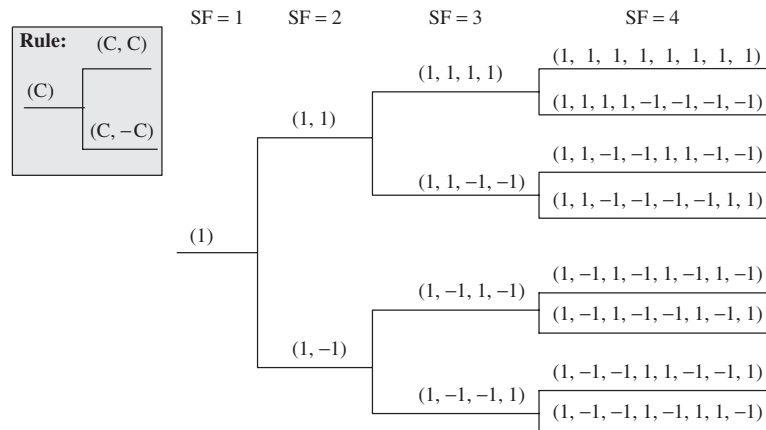 SF = 1 SF = 2 SF = 3 SF = 4
Rule: (C, C)
(C)
(C, −C)
(1, 1, 1, 1, 1, 1, 1, 1)
(1, 1, 1, 1)
(1, 1, 1, 1, -1, -1, -1, -1)
(1, 1)
(1, 1, -1, -1, 1, 1, -1, -1)
(1, 1, -1, -1)
(1, 1, -1, -1, -1, -1, 1, 1)
(1)
(1, -1, 1, -1, 1, -1, 1, -1)
(1, -1, 1, -1)
(1, -1, 1, -1, -1, 1, -1, 1)
(1, -1)
(1, -1, -1, 1, 1, -1, -1, 1)
(1, -1, -1, 1)
(1, -1, -1, 1, -1, 1, 1, -1)